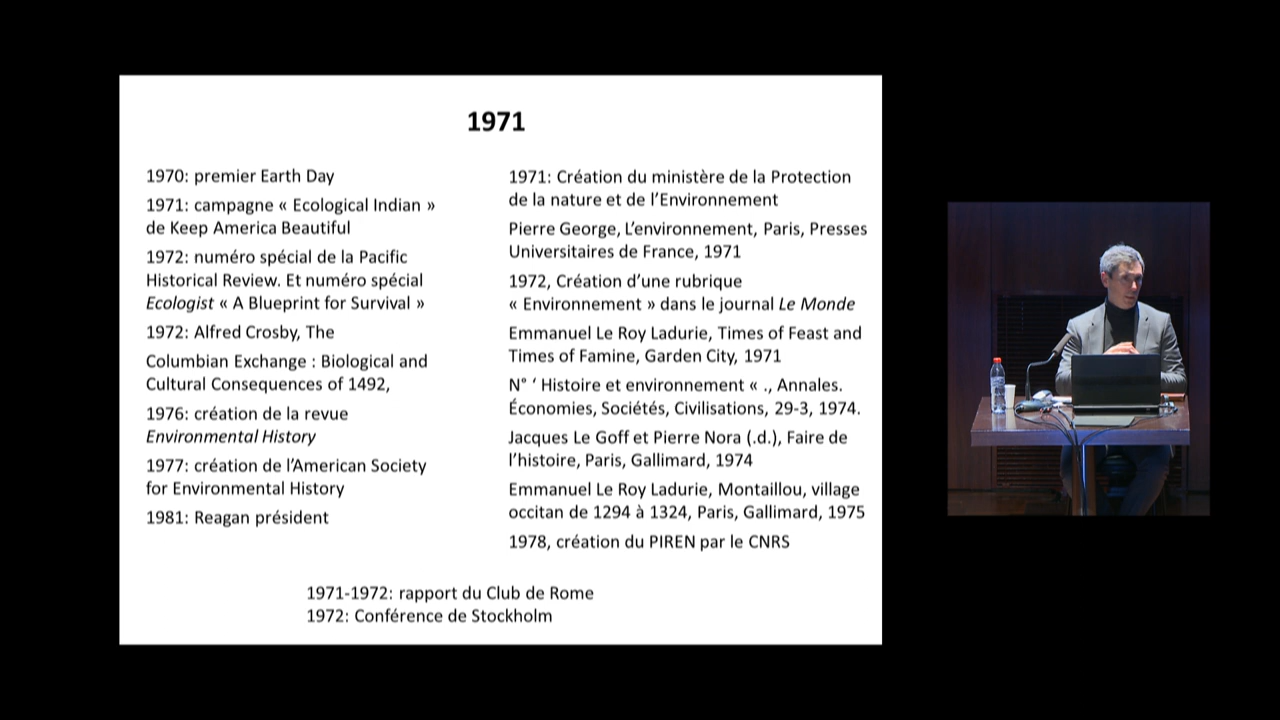 1971
1970: premier Earth Day
1971: campagne « Ecological Indian »
de Keep America Beautiful
1972: numéro spécial de la Pacific
Historical Review. Et numéro spécial
Ecologist « A Blueprint for Survival »
1972: Alfred Crosby, The
Columbian Exchange : Biological and
Cultural Consequences of 1492,
1976: création de la revue
Environmental History
1977: création de l’American Society
for Environmental History
1981: Reagan président
1971: Création du ministère de la Protection
de la nature et de l’Environnement
Pierre George, L’environnement, Paris, Presses
Universitaires de France, 1971
1972, Création d’une rubrique
« Environnement » dans le journal Le Monde
Emmanuel Le Roy Ladurie, Times of Feast and
Times of Famine, Garden City, 1971
N° ‘ Histoire et environnement « ., Annales.
Économies, Sociétés, Civilisations, 29-3, 1974.
Jacques Le Goff et Pierre Nora (.d.), Faire de
l’histoire, Paris, Gallimard, 1974
Emmanuel Le Roy Ladurie, Montaillou, village
occitan de 1294 à 1324, Paris, Gallimard, 1975
1978, création du PIREN par le CNRS
1971-1972: rapport du Club de Rome
1972: Conférence de Stockholm